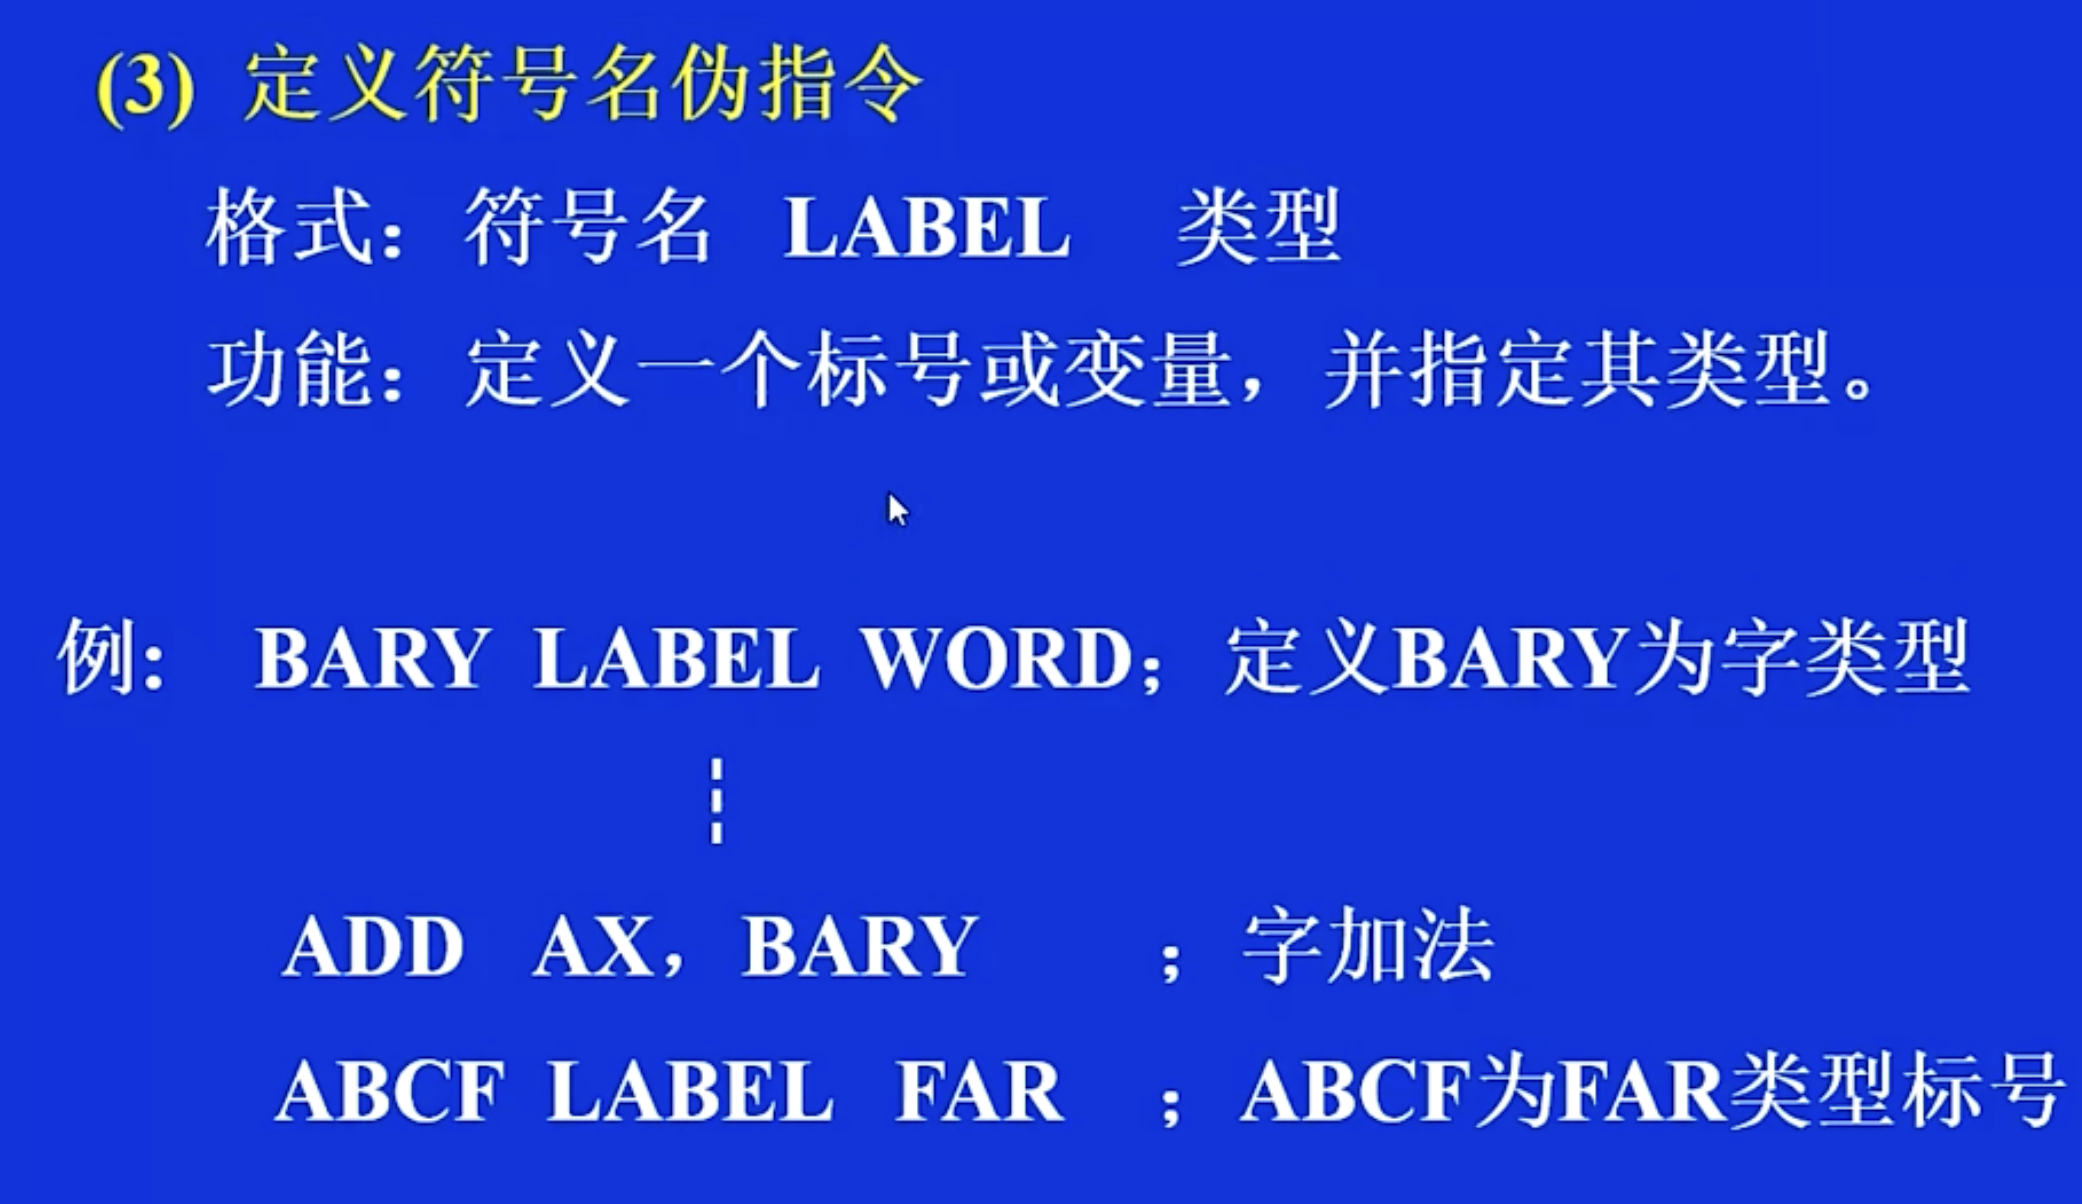 (3) 定义符号名伪指令
格式：符号名 LABEL 类型
功能：定义一个标号或变量，并指定其类型。
例: BARY LABEL WORD；定义BARY为字类型
ADD AX，BARY ；字加法
ABCF LABEL FAR ；ABCF为FAR类型标号